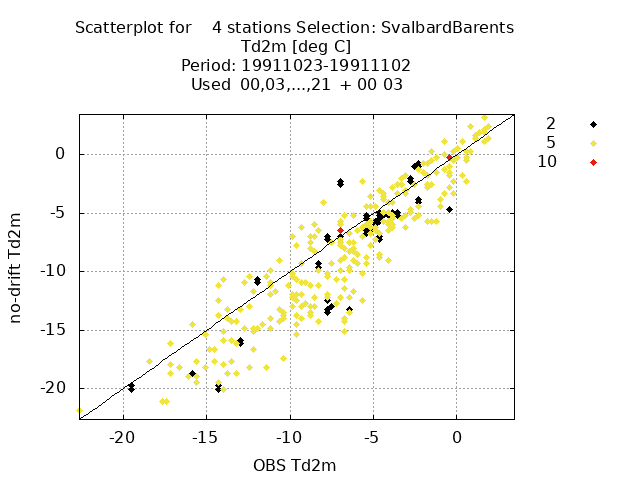 Scatterplot for 4 stations Selection: SvalbardBarents
Td2m [deg C]
Period: 19911023-19911102
Used 00,03,...,21 + 00 03
2
5
10
0
-5
-10
-15
-20
no-drift Td2m
-20 -15 -10 -5 0
OBS Td2m